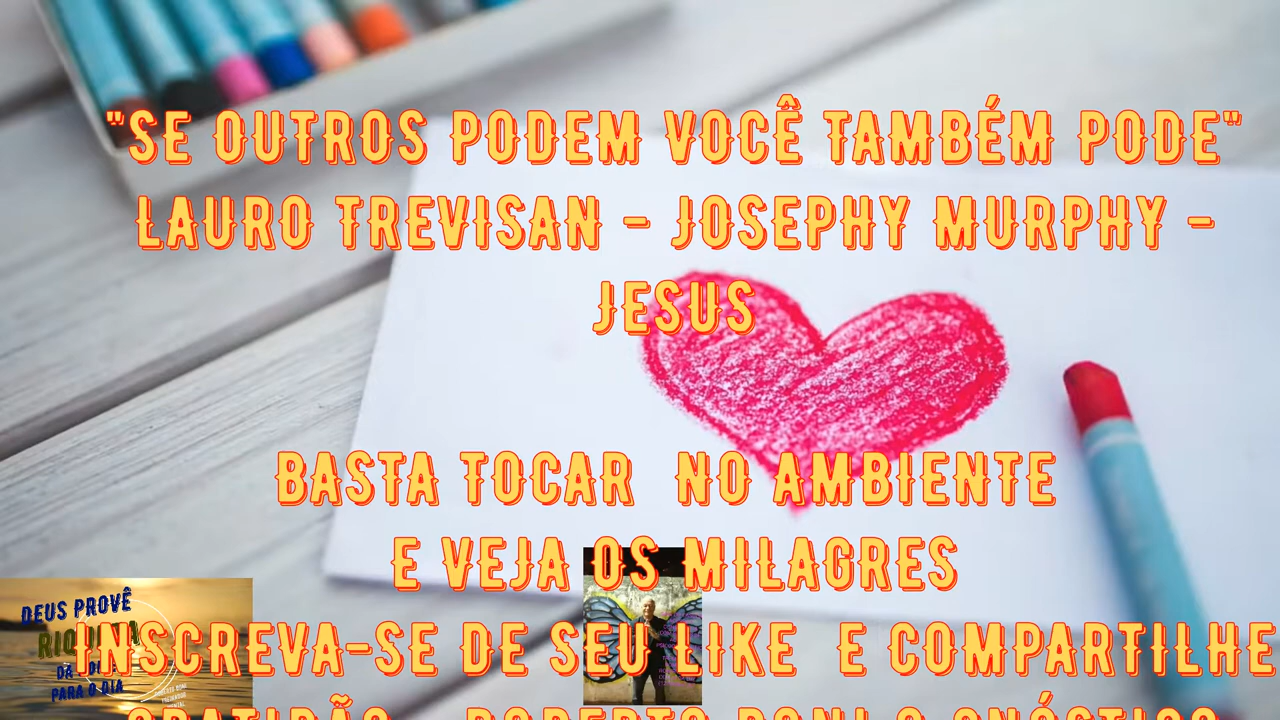 "SE OUTROS PODEM VOCÊ TAMBÉM PODE"
LAURO TREVISAN - JOSEPHY MURPHY -
JESUS
BASTA TOCAR NO AMBIENTE
E VEJA OS MILAGRES
INSCREVA-SE DE SEU LIKE E COMPARTILHE
GRATIDÃO
DEUS PROVÊ
PARA O DIA